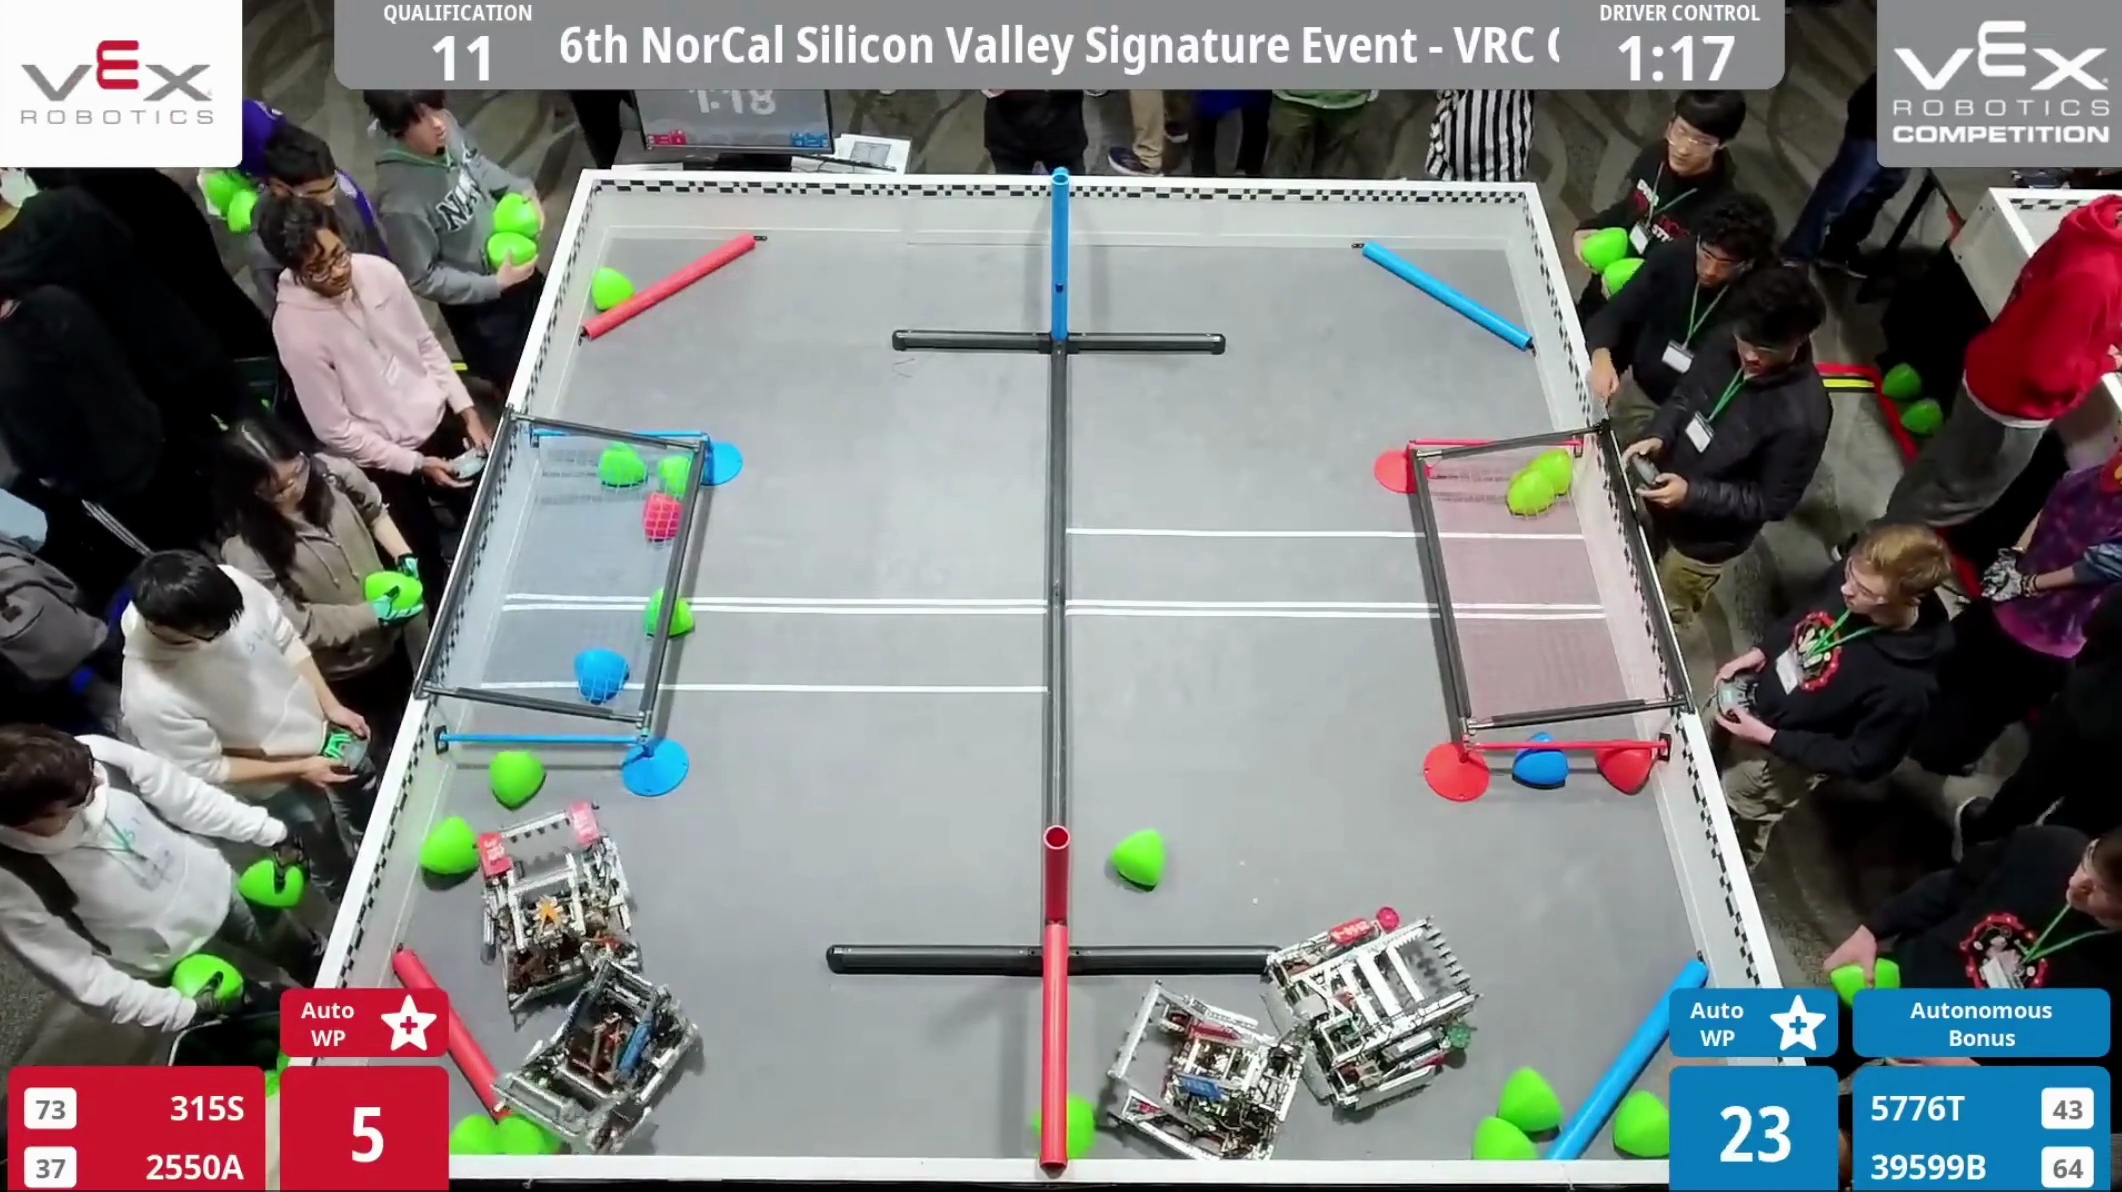 VEX
ROBOTICS
QUALIFICATION
11
6th NorCal Silicon Valley Signature Event - VRC
DRIVER CONTROL
1:17
VEX
ROBOTICS
COMPETITION
1:18
NAVY
Auto
WP
73 315S
37 2550A
5
Auto
WP
Autonomous
Bonus
23
5776T 43
39599B 64